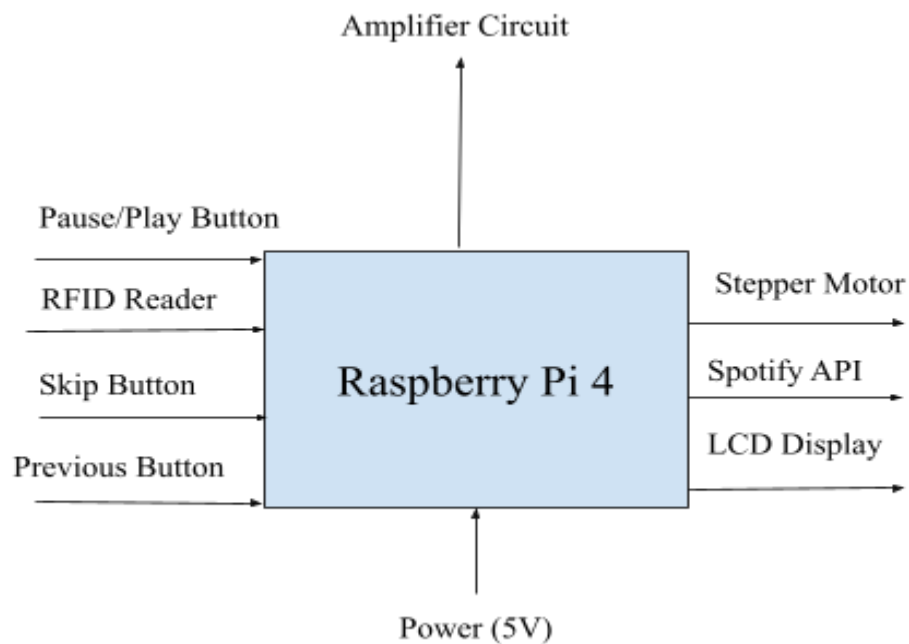 Amplifier Circuit
Pause/Play Button
RFID Reader
Skip Button
Previous Button
Raspberry Pi 4
Stepper Motor
Spotify API
LCD Display
Power (5V)